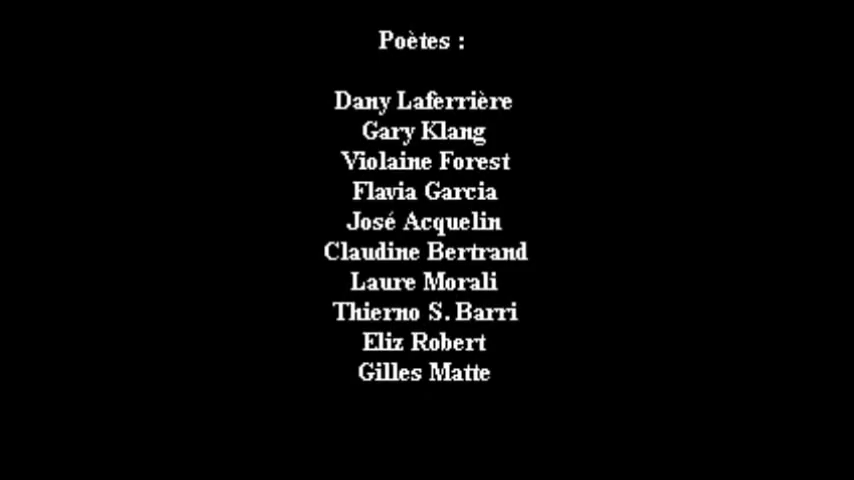 Poètes :
Dany Laferrière
Gary Klang
Violaine Forest
Flavia Garcia
José Acquelin
Claudine Bertrand
Laure Morali
Thierno S. Barri
Eliz Robert
Gilles Matte